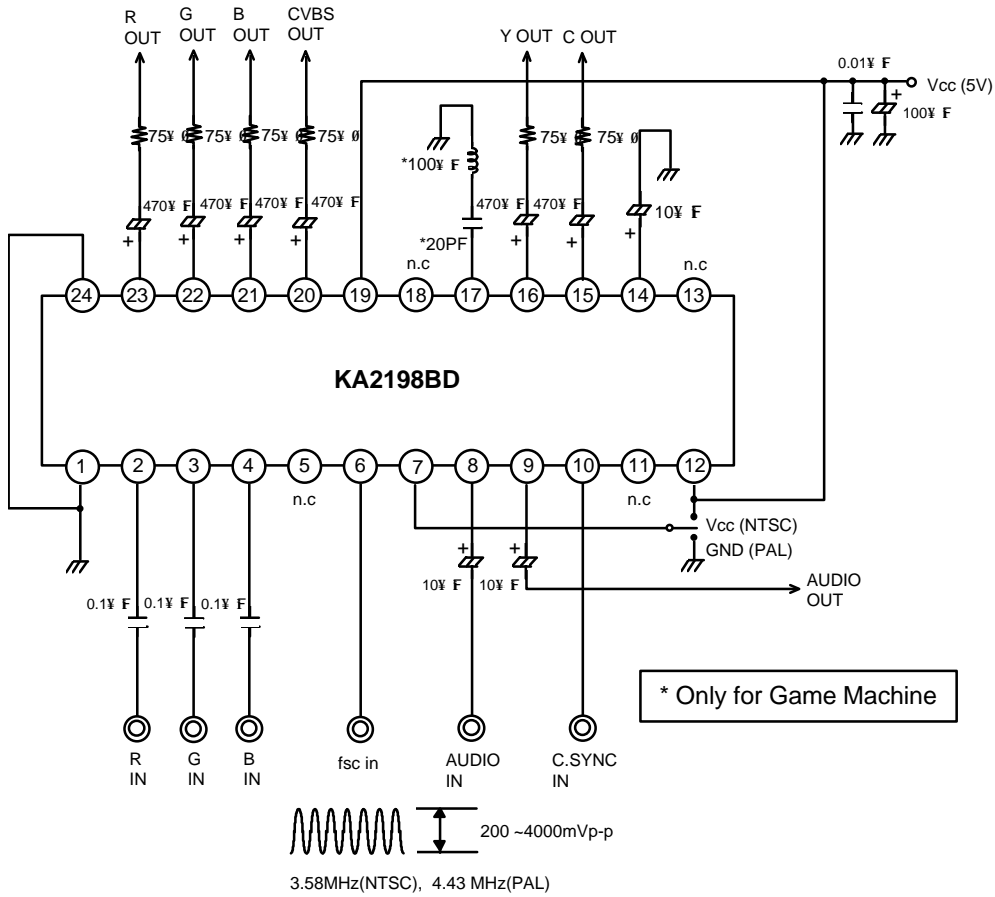 R OUT
G OUT
B OUT
CVBS OUT
Y OUT
C OUT
0.01¥ F
Vcc (5V)
100¥ F
75¥ Ø
75¥ Ø
75¥ Ø
75¥ Ø
75¥ Ø
75¥ Ø
*100¥ F
470¥ F
470¥ F
470¥ F
470¥ F
470¥ F
470¥ F
10¥ F
+
+
+
+
+
+
+
+
*20PF
n.c
n.c
24
23
22
21
20
19
18
17
16
15
14
13
KA2198BD
1
2
3
4
5
6
7
8
9
10
11
12
n.c
n.c
Vcc (NTSC)
GND (PAL)
+
+
10¥ F
10¥ F
AUDIO
OUT
0.1¥ F
0.1¥ F
0.1¥ F
* Only for Game Machine
R
IN
G
IN
B
IN
fsc in
AUDIO
IN
C.SYNC
IN
200 ~4000mVp-p
3.58MHz(NTSC), 4.43 MHz(PAL)